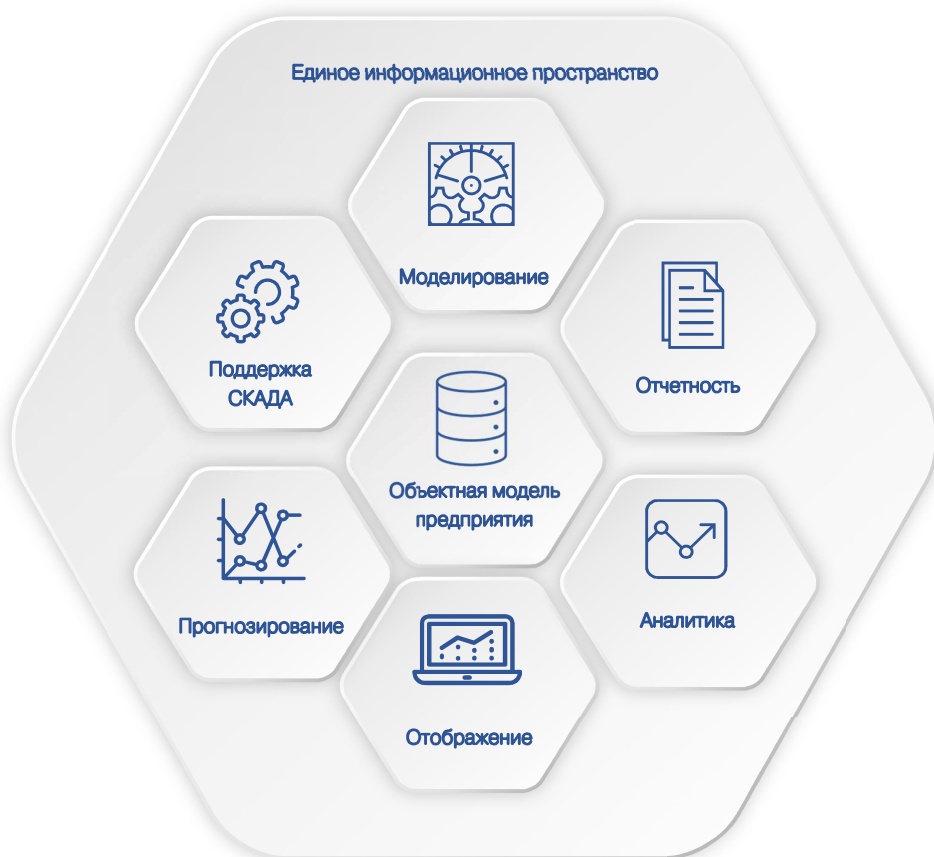 Единое информационное пространство
Моделирование
Поддержка
СКАДА
Отчетность
Объектная модель
предприятия
Прогнозирование
Аналитика
Отображение